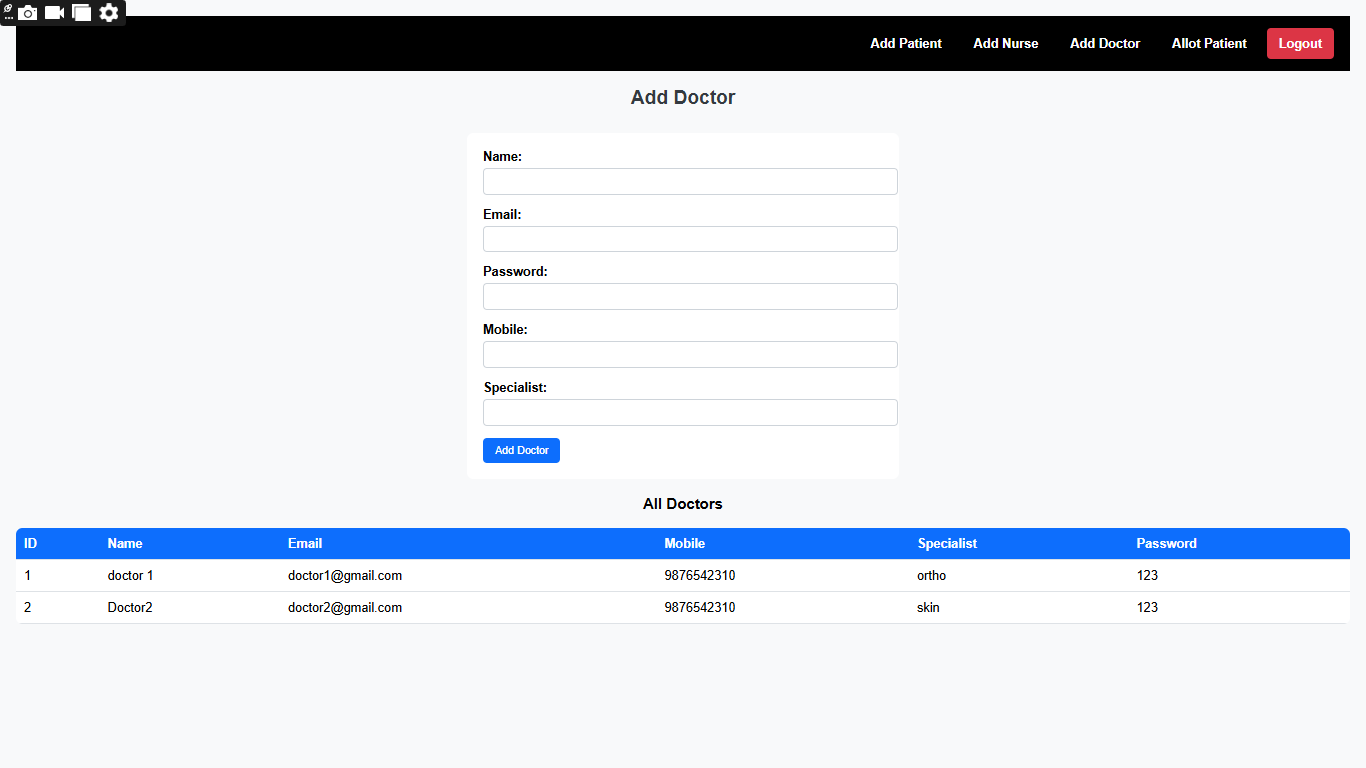 Add Patient Add Nurse Add Doctor Allot Patient Logout
Add Doctor
Name:
Email:
Password:
Mobile:
Specialist:
Add Doctor
All Doctors
ID Name Email Mobile Specialist Password
1 doctor 1 doctor1@gmail.com 9876542310 ortho 123
2 Doctor2 doctor2@gmail.com 9876542310 skin 123